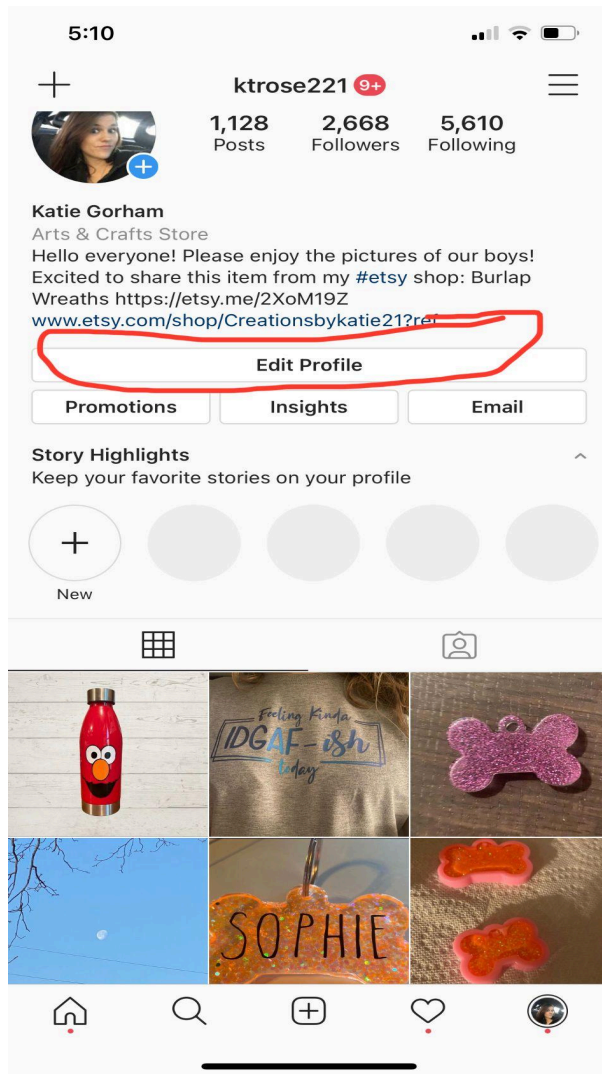 5:10
ktrose221 9+
1,128 2,668 5,610
Posts Followers Following
Katie Gorham
Arts & Crafts Store
Hello everyone! Please enjoy the pictures of our boys!
Excited to share this item from my #etsy shop: Burlap
Wreaths https://etsy.me/2XoM19Z
www.etsy.com/shop/Creationsbykatie21?ref
Edit Profile
Promotions Insights Email
Story Highlights
Keep your favorite stories on your profile
New
Feeling Kinda
IDGAF-ish
today
SOPHIE